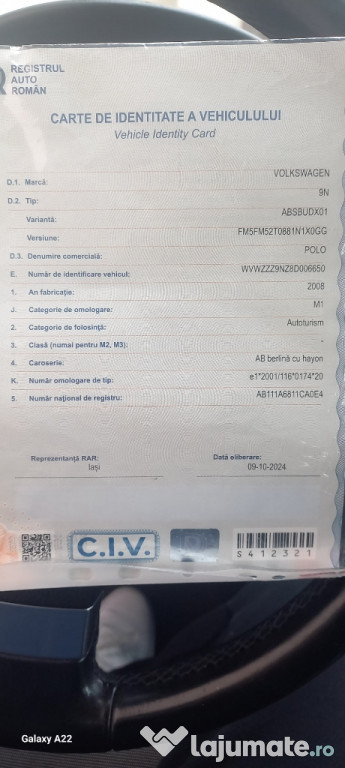 REGISTRUL
AUTO
ROMÂN
CARTE DE IDENTITATE A VEHICULULUI
Vehicle Identity Card
D.1. Marcă: VOLKSWAGEN
D.2. Tip: 9N
Variantă: ABSBUDX01
Versiune: FM5FM52T0881N1X0GG
D.3. Denumire comercială: POLO
E. Număr de identificare vehicul: WVWZZZ9NZ8D006650
1. An fabricație: 2008
J. Categorie de omologare: M1
2. Categorie de folosință: Autoturism
3. Clasă (numai pentru M2, M3): -
4. Caroserie: AB berlină cu hayon
K. Număr omologare de tip: e1*2001/116*0174*20
5. Număr național de registru: AB111A6811CA0E4
Reprezentanță RAR: Data eliberare:
Iași 09-10-2024
C.I.V.
S412321
Galaxy A22
lajumate.ro